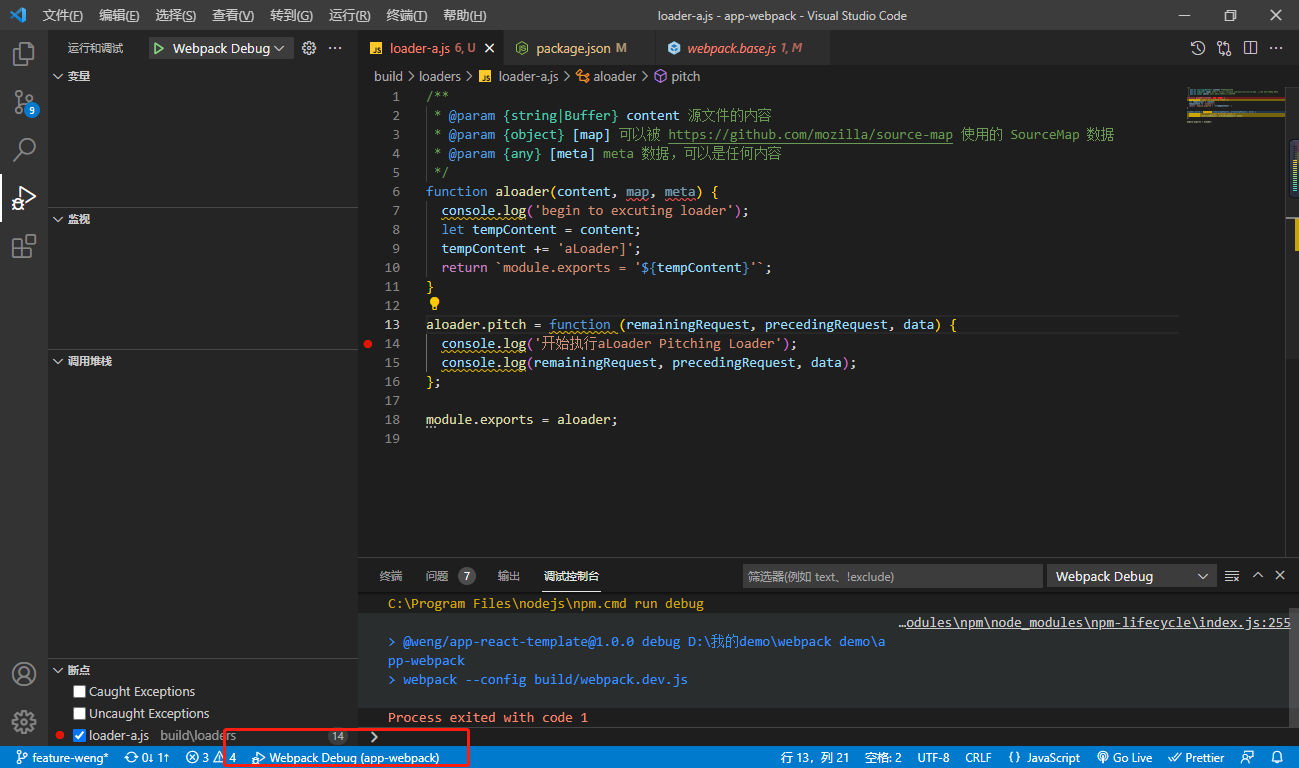 文件(F) 编辑(E) 选择(S) 查看(V) 转到(G) 运行(R) 终端(T) 帮助(H) loader-a.js - app-webpack - Visual Studio Code
运行和调试 Webpack Debug
loader-a.js 6, U package.json M webpack.base.js 1, M
build > loaders > JS loader-a.js > aloader > pitch
变量
监视
调用堆栈
断点
Caught Exceptions
Uncaught Exceptions
loader-a.js build\loaders 14
9
1 /**
2 * @param {string|Buffer} content 源文件的内容
3 * @param {object} [map] 可以被 https://github.com/mozilla/source-map 使用的 SourceMap 数据
4 * @param {any} [meta] meta 数据，可以是任何内容
5 */
6 function aloader(content, map, meta) {
7 console.log('begin to excuting loader');
8 let tempContent = content;
9 tempContent += 'aLoader]';
10 return `module.exports = '${tempContent}'`;
11 }
12
13 aloader.pitch = function (remainingRequest, precedingRequest, data) {
14 console.log('开始执行aLoader Pitching Loader');
15 console.log(remainingRequest, precedingRequest, data);
16 };
17
18 module.exports = aloader;
19
终端 问题 7 输出 调试控制台 筛选器(例如 text、!exclude) Webpack Debug
C:\Program Files\nodejs\npm.cmd run debug
…odules\npm\node_modules\npm-lifecycle\index.js:255
> @weng/app-react-template@1.0.0 debug D:\我的demo\webpack demo\a
pp-webpack
> webpack --config build/webpack.dev.js
Process exited with code 1
>
feature-weng* 0↓ 1↑ 3 4 Webpack Debug (app-webpack) 行 13，列 21 空格: 2 UTF-8 CRLF {} JavaScript Go Live Prettier